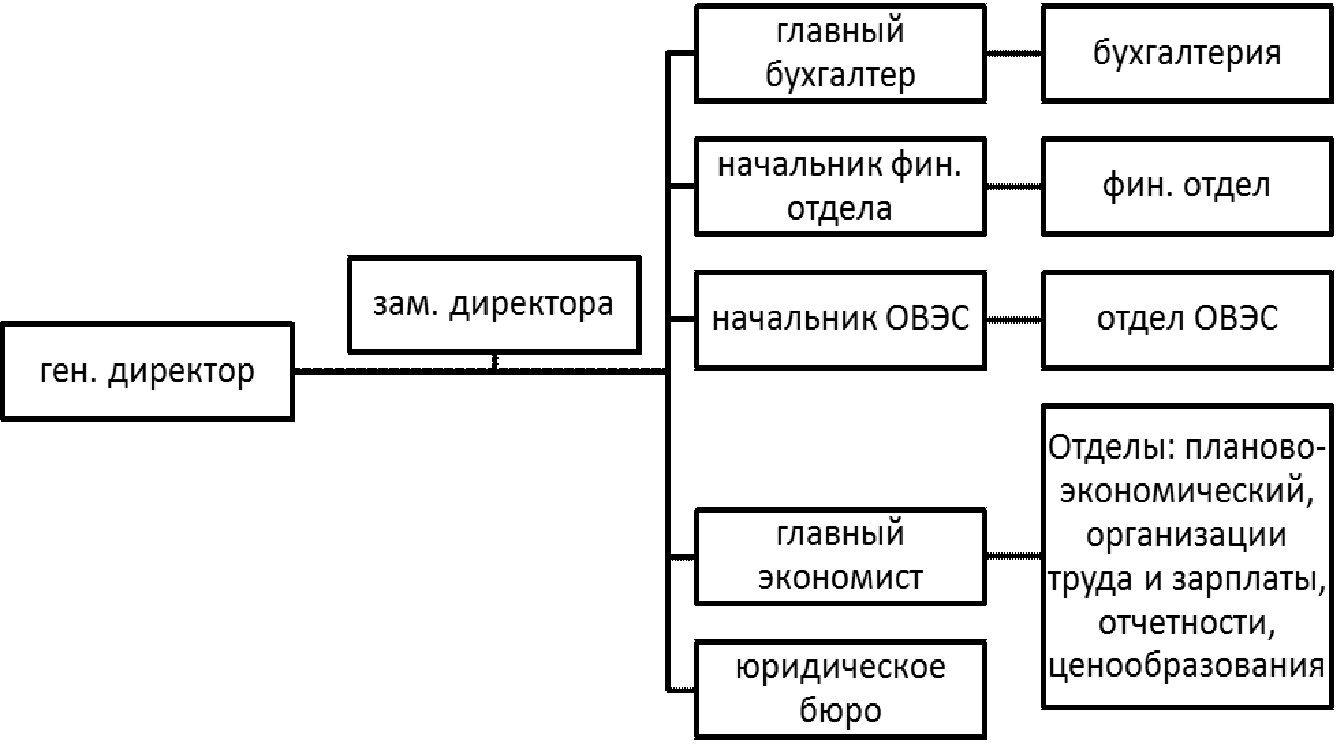 ген. директор
зам. директора
главный
бухгалтер
бухгалтерия
начальник фин.
отдела
фин. отдел
начальник ОВЭС
отдел ОВЭС
главный
экономист
Отделы: планово-
экономический,
организации
труда и зарплаты,
отчетности,
ценообразования
юридическое
бюро